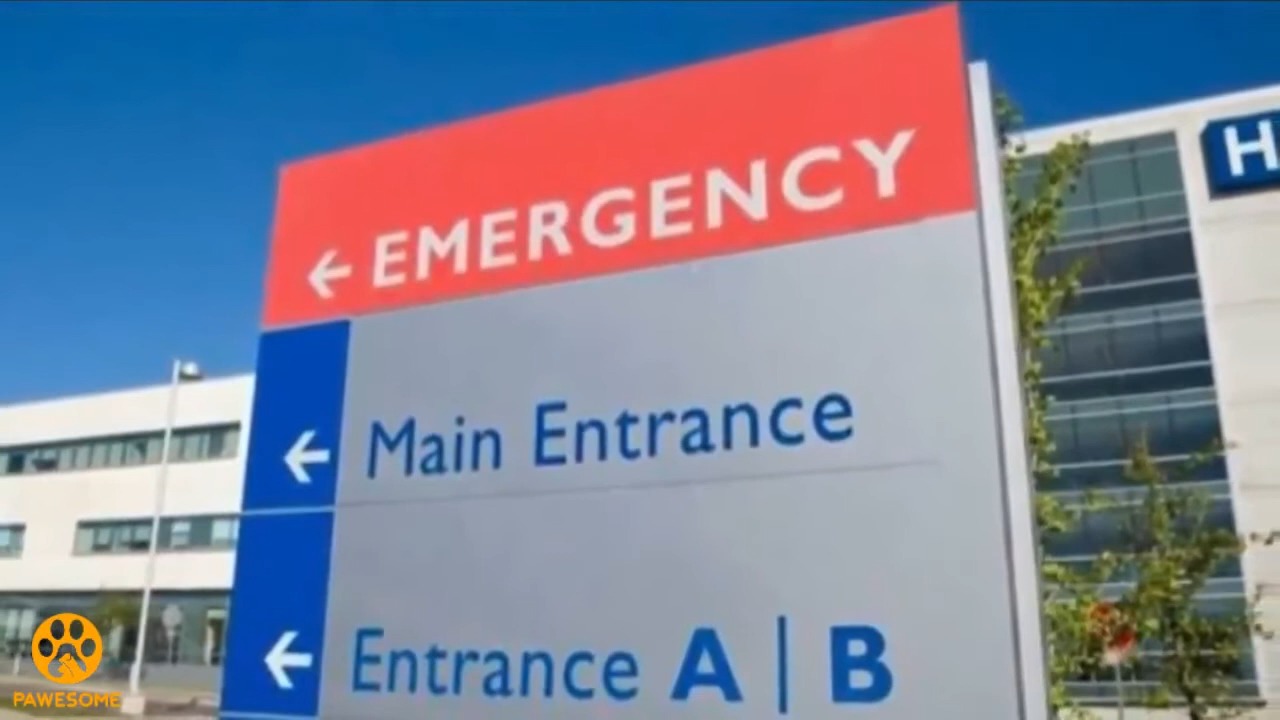 ← EMERGENCY
H
← Main Entrance
← Entrance A | B
PAWESOME